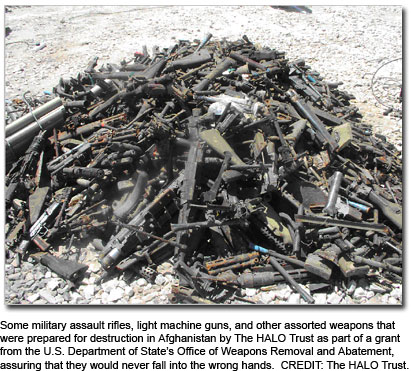 Some military assault rifles, light machine guns, and other assorted weapons that
were prepared for destruction in Afghanistan by The HALO Trust as part of a grant
from the U.S. Department of State's Office of Weapons Removal and Abatement,
assuring that they would never fall into the wrong hands.  CREDIT: The HALO Trust.